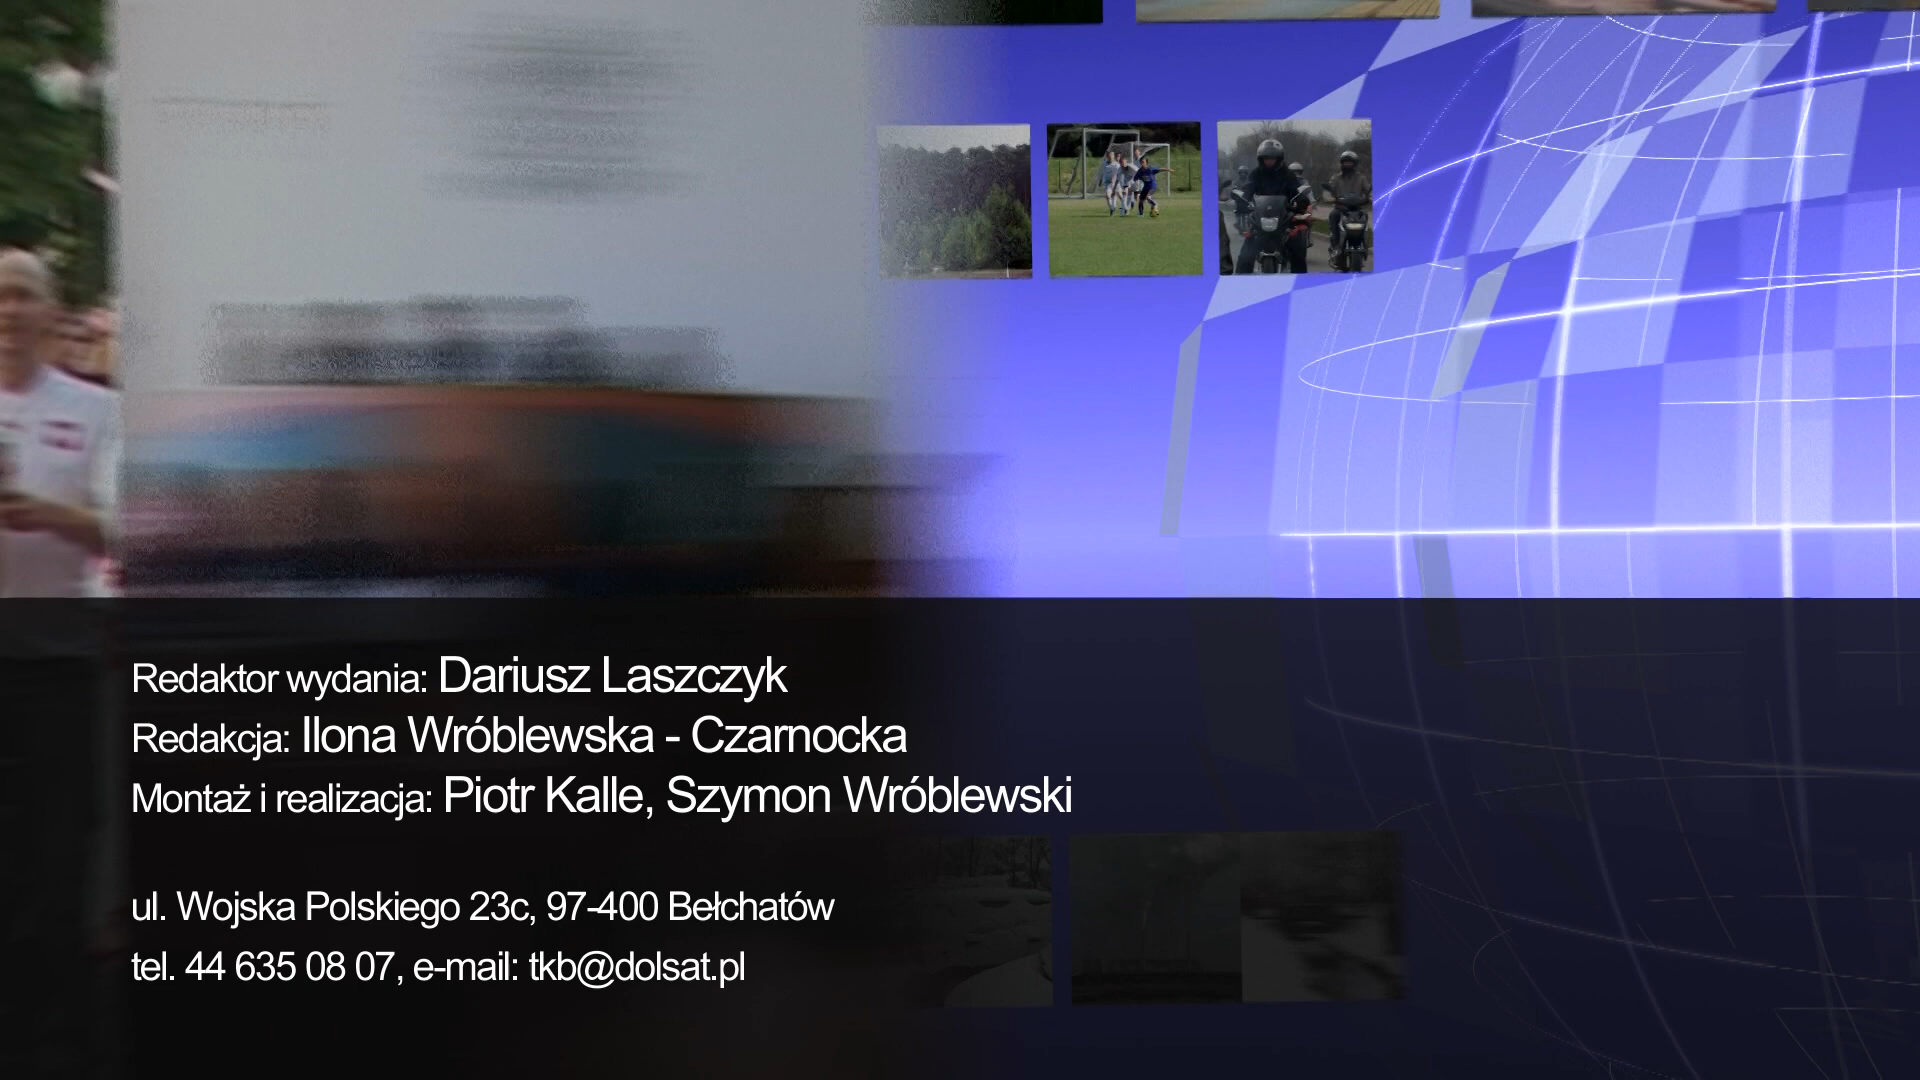 Redaktor wydania: Dariusz Laszczyk
Redakcja: Ilona Wróblewska - Czarnocka
Montaż i realizacja: Piotr Kalle, Szymon Wróblewski
ul. Wojska Polskiego 23c, 97-400 Bełchatów
tel. 44 635 08 07, e-mail: tkb@dolsat.pl